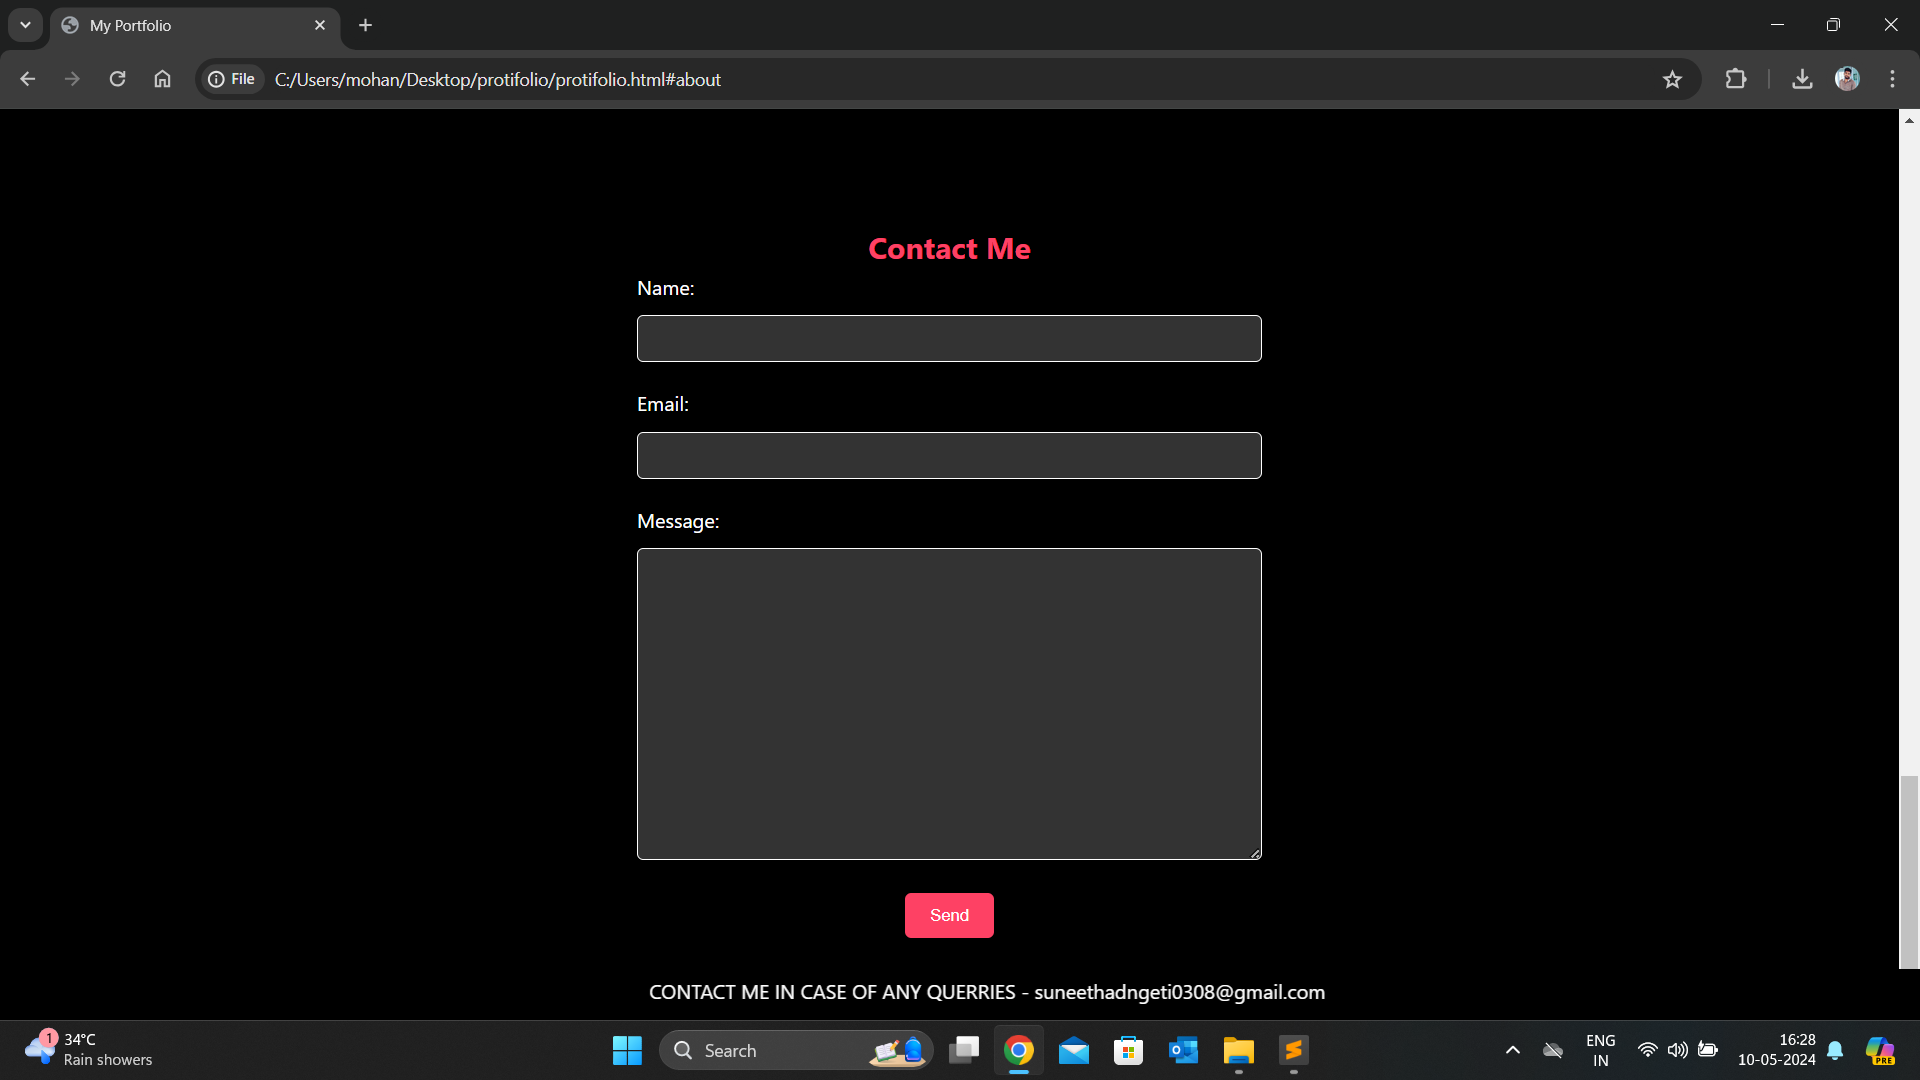 My Portfolio
File C:/Users/mohan/Desktop/protifolio/protifolio.html#about
Contact Me
Name:
Email:
Message:
Send
CONTACT ME IN CASE OF ANY QUERRIES - suneethadngeti0308@gmail.com
1
34°C
Rain showers
Search
ENG
IN
16:28
10-05-2024
PRE